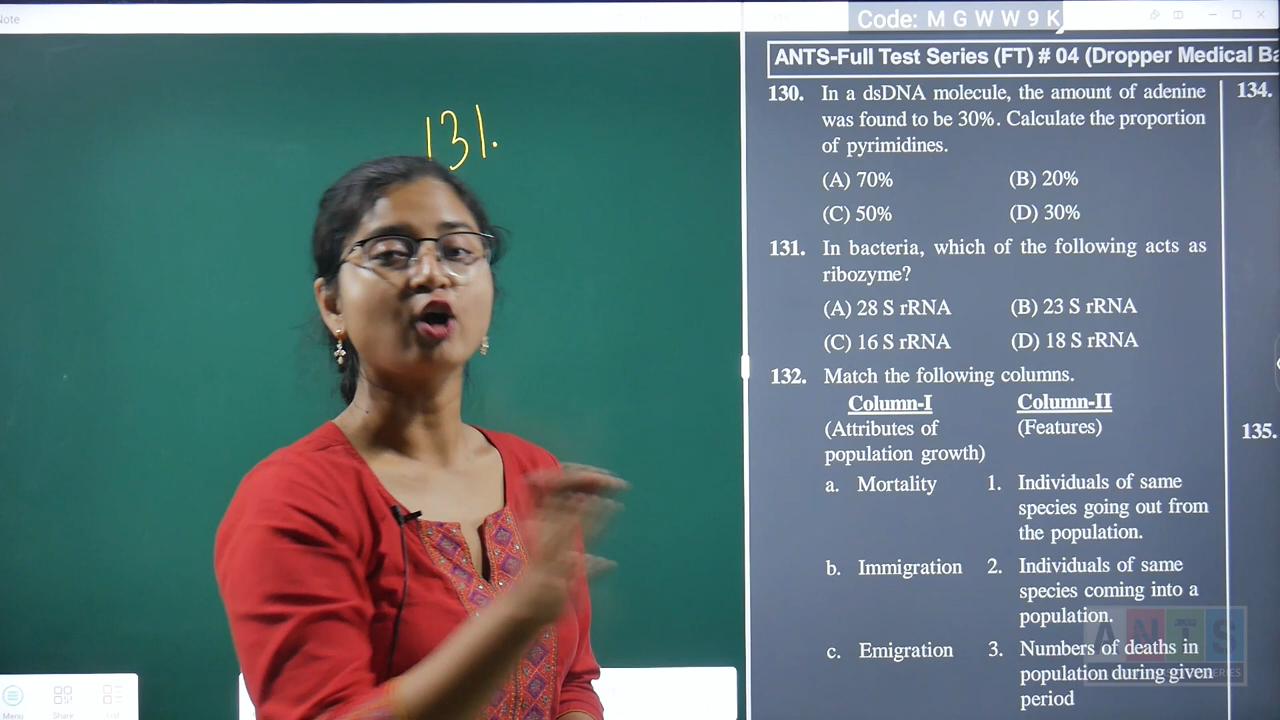 Note
Code: M G W W 9 K
131.
ANTS-Full Test Series (FT) # 04 (Dropper Medical Ba
130. In a dsDNA molecule, the amount of adenine
was found to be 30%. Calculate the proportion
of pyrimidines.
(A) 70% (B) 20%
(C) 50% (D) 30%
131. In bacteria, which of the following acts as
ribozyme?
(A) 28 S rRNA (B) 23 S rRNA
(C) 16 S rRNA (D) 18 S rRNA
132. Match the following columns.
Column-I Column-II
(Attributes of (Features)
population growth)
a. Mortality 1. Individuals of same
species going out from
the population.
b. Immigration 2. Individuals of same
species coming into a
population.
c. Emigration 3. Numbers of deaths in
population during given
period
134.
135.
ANTS
SERIES
Menu Share List